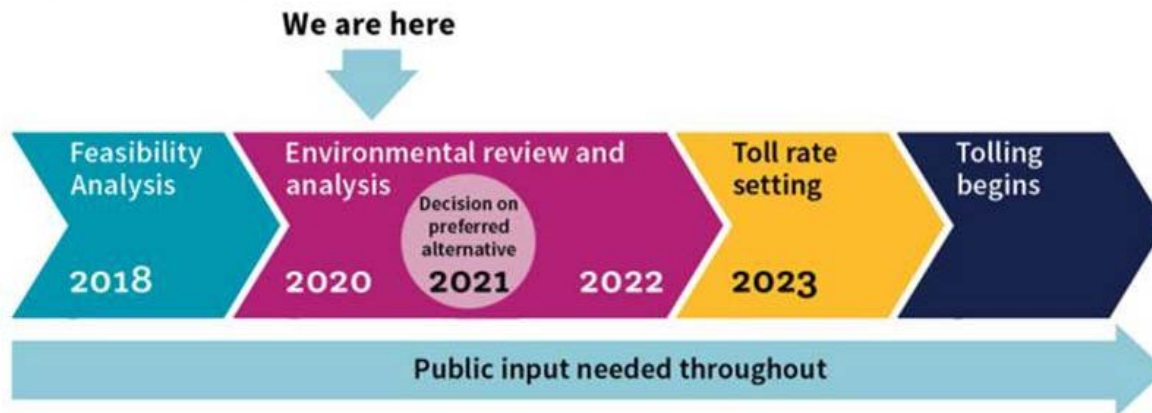 We are here
Feasibility
Analysis
2018
Environmental review and
analysis
2020
Decision on
preferred
alternative
2021
2022
Toll rate
setting
2023
Tolling
begins
Public input needed throughout